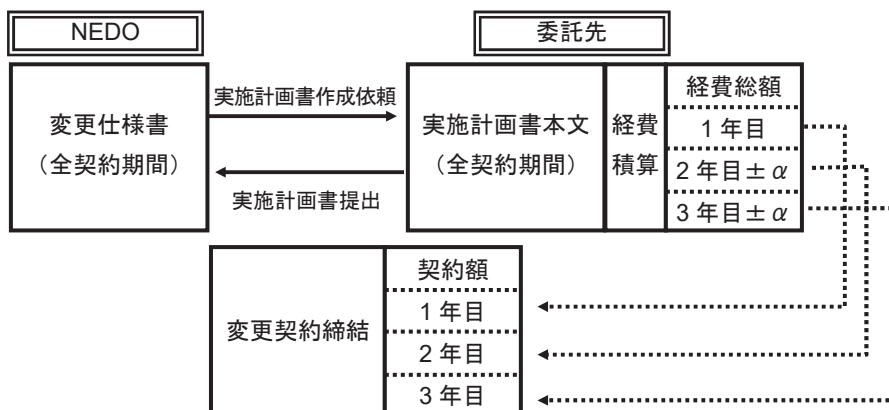 NEDO
委託先
変更仕様書
（全契約期間）
実施計画書作成依頼
実施計画書提出
実施計画書本文
（全契約期間）
経費
積算
経費総額
1 年目
2 年目± α
3 年目± α
変更契約締結
契約額
1 年目
2 年目
3 年目